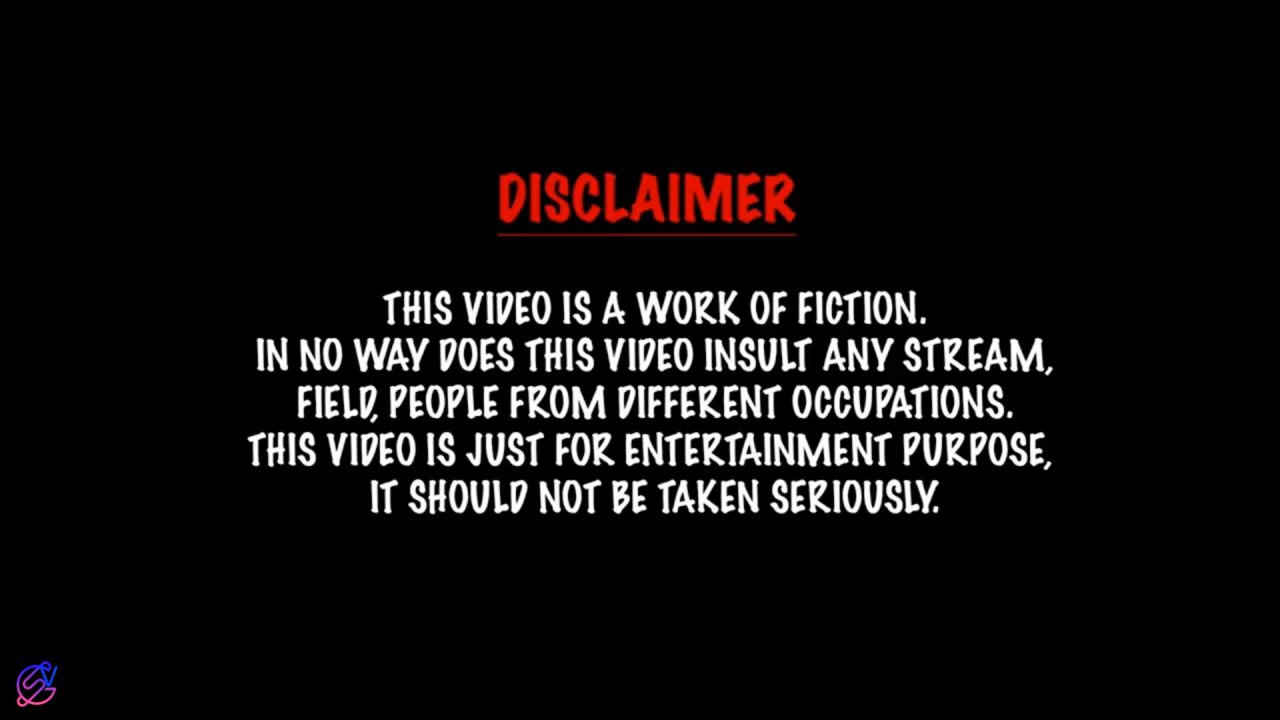 DISCLAIMER
THIS VIDEO IS A WORK OF FICTION.
IN NO WAY DOES THIS VIDEO INSULT ANY STREAM,
FIELD, PEOPLE FROM DIFFERENT OCCUPATIONS.
THIS VIDEO IS JUST FOR ENTERTAINMENT PURPOSE,
IT SHOULD NOT BE TAKEN SERIOUSLY.